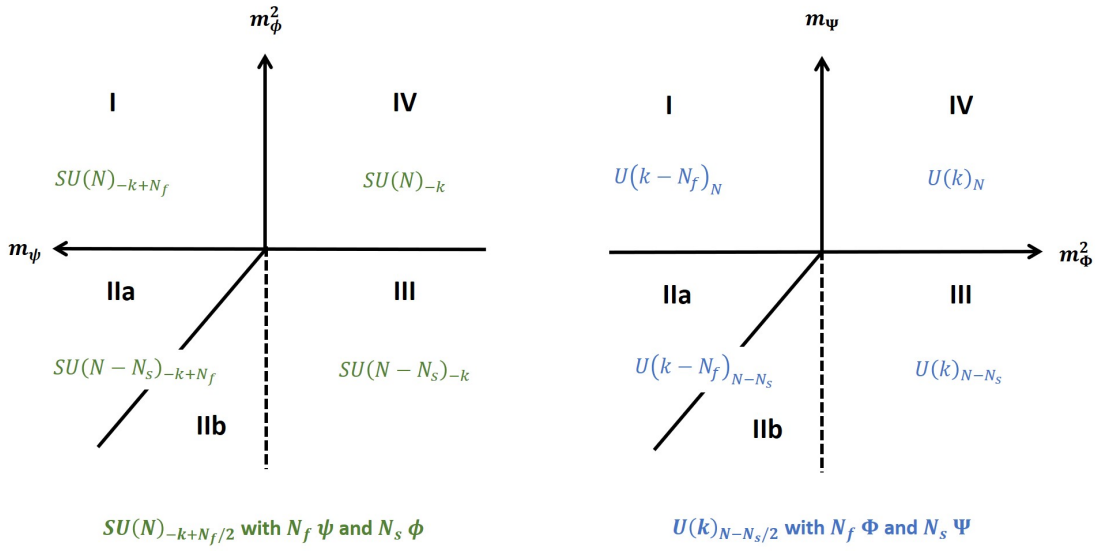 m_ϕ^2
I
IV
SU(N)_{-k+N_f}
SU(N)_{-k}
m_ψ
IIa
III
SU(N − N_s)_{-k+N_f}
SU(N − N_s)_{-k}
IIb
SU(N)_{-k+N_f/2} with N_f ψ and N_s ϕ
m_Ψ
I
IV
U(k − N_f)_N
U(k)_N
m_Φ^2
IIa
III
U(k − N_f)_{N−N_s}
U(k)_{N−N_s}
IIb
U(k)_{N−N_s/2} with N_f Φ and N_s Ψ